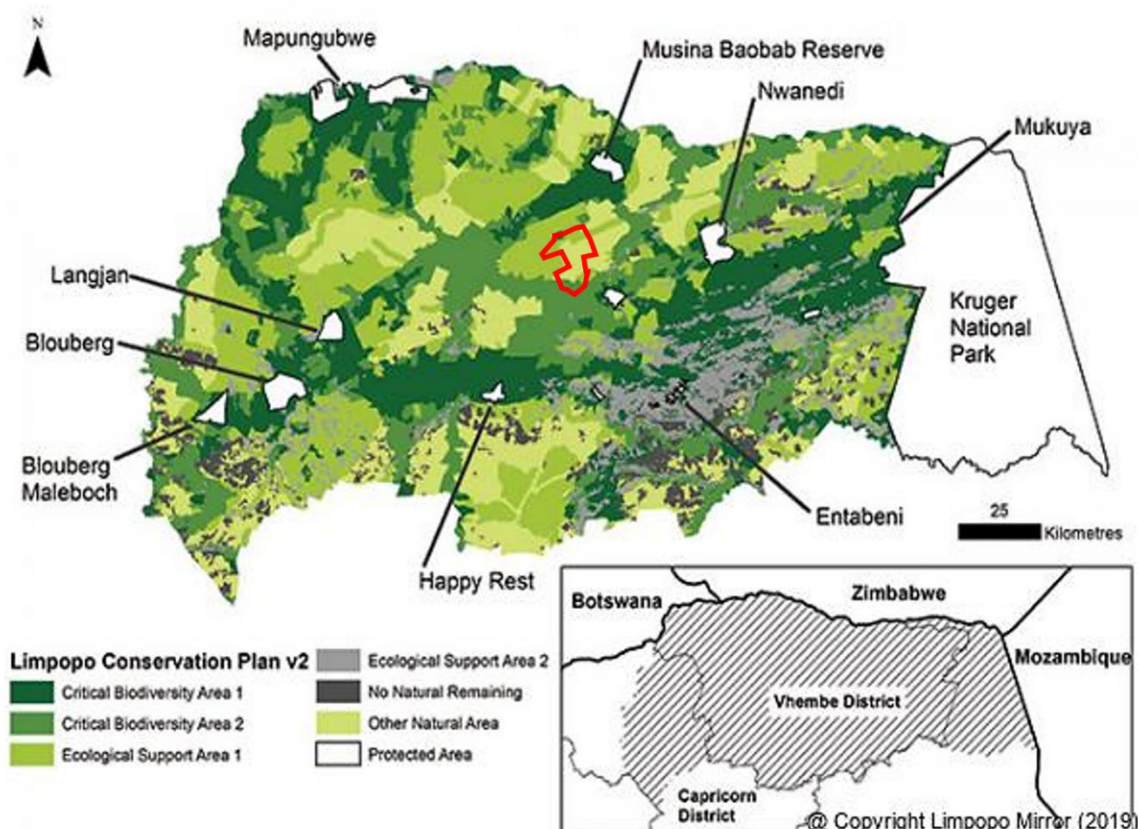 N
Mapungubwe
Musina Baobab Reserve
Nwanedi
Mukuya
Langjan
Blouberg
Kruger
National
Park
Blouberg
Maleboch
Entabeni
25
Kilometres
Happy Rest
Limpopo Conservation Plan v2
Critical Biodiversity Area 1
Critical Biodiversity Area 2
Ecological Support Area 1
Ecological Support Area 2
No Natural Remaining
Other Natural Area
Protected Area
Botswana
Zimbabwe
Mozambique
Vhembe District
Capricorn
District
@ Copyright Limpopo Mirror (2019)